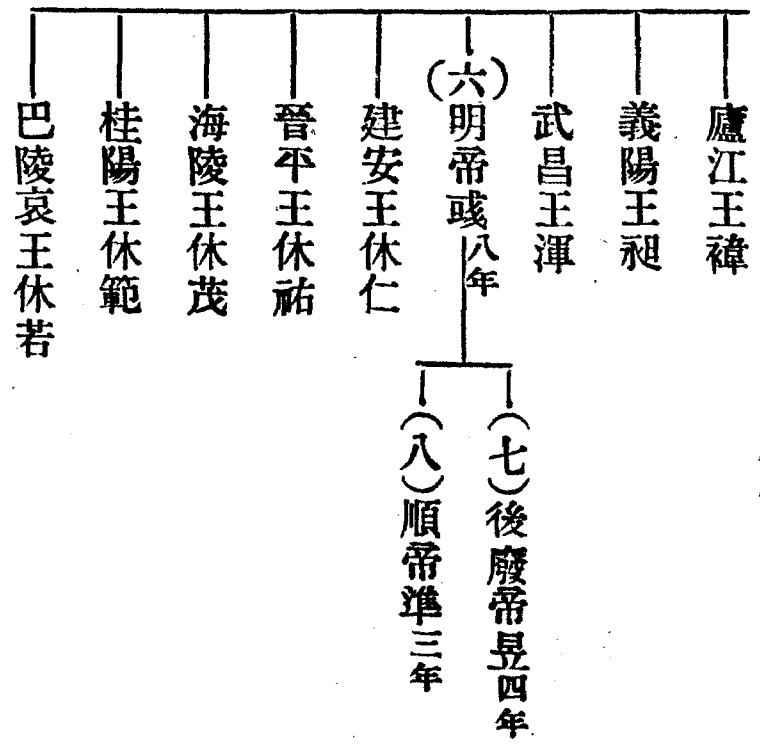 廬江王褘
義陽王昶
武昌王渾
(六)明帝彧八年
建安王休仁
晉平王休祐
海陵王休茂
桂陽王休範
巴陵哀王休若
(七)後廢帝昱四年
(八)順帝準三年